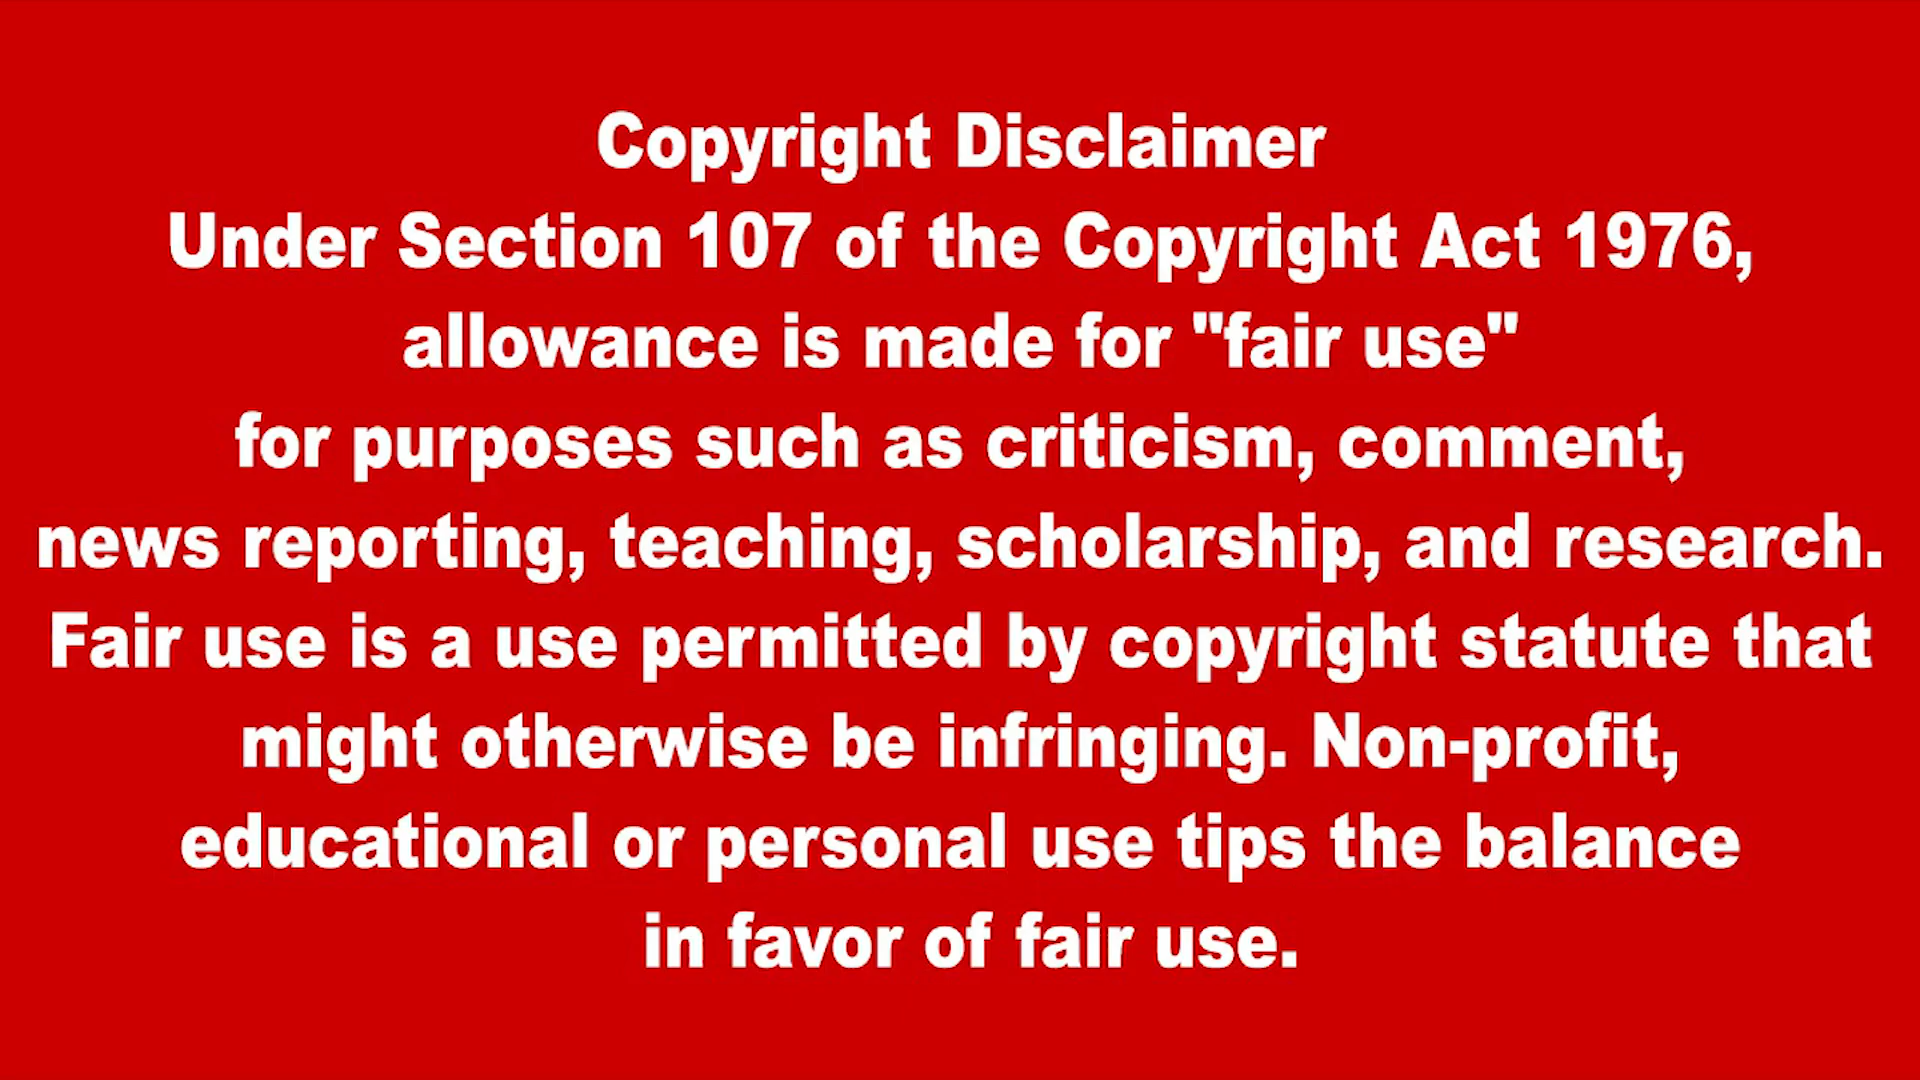 Copyright Disclaimer
Under Section 107 of the Copyright Act 1976,
allowance is made for "fair use"
for purposes such as criticism, comment,
news reporting, teaching, scholarship, and research.
Fair use is a use permitted by copyright statute that
might otherwise be infringing. Non-profit,
educational or personal use tips the balance
in favor of fair use.